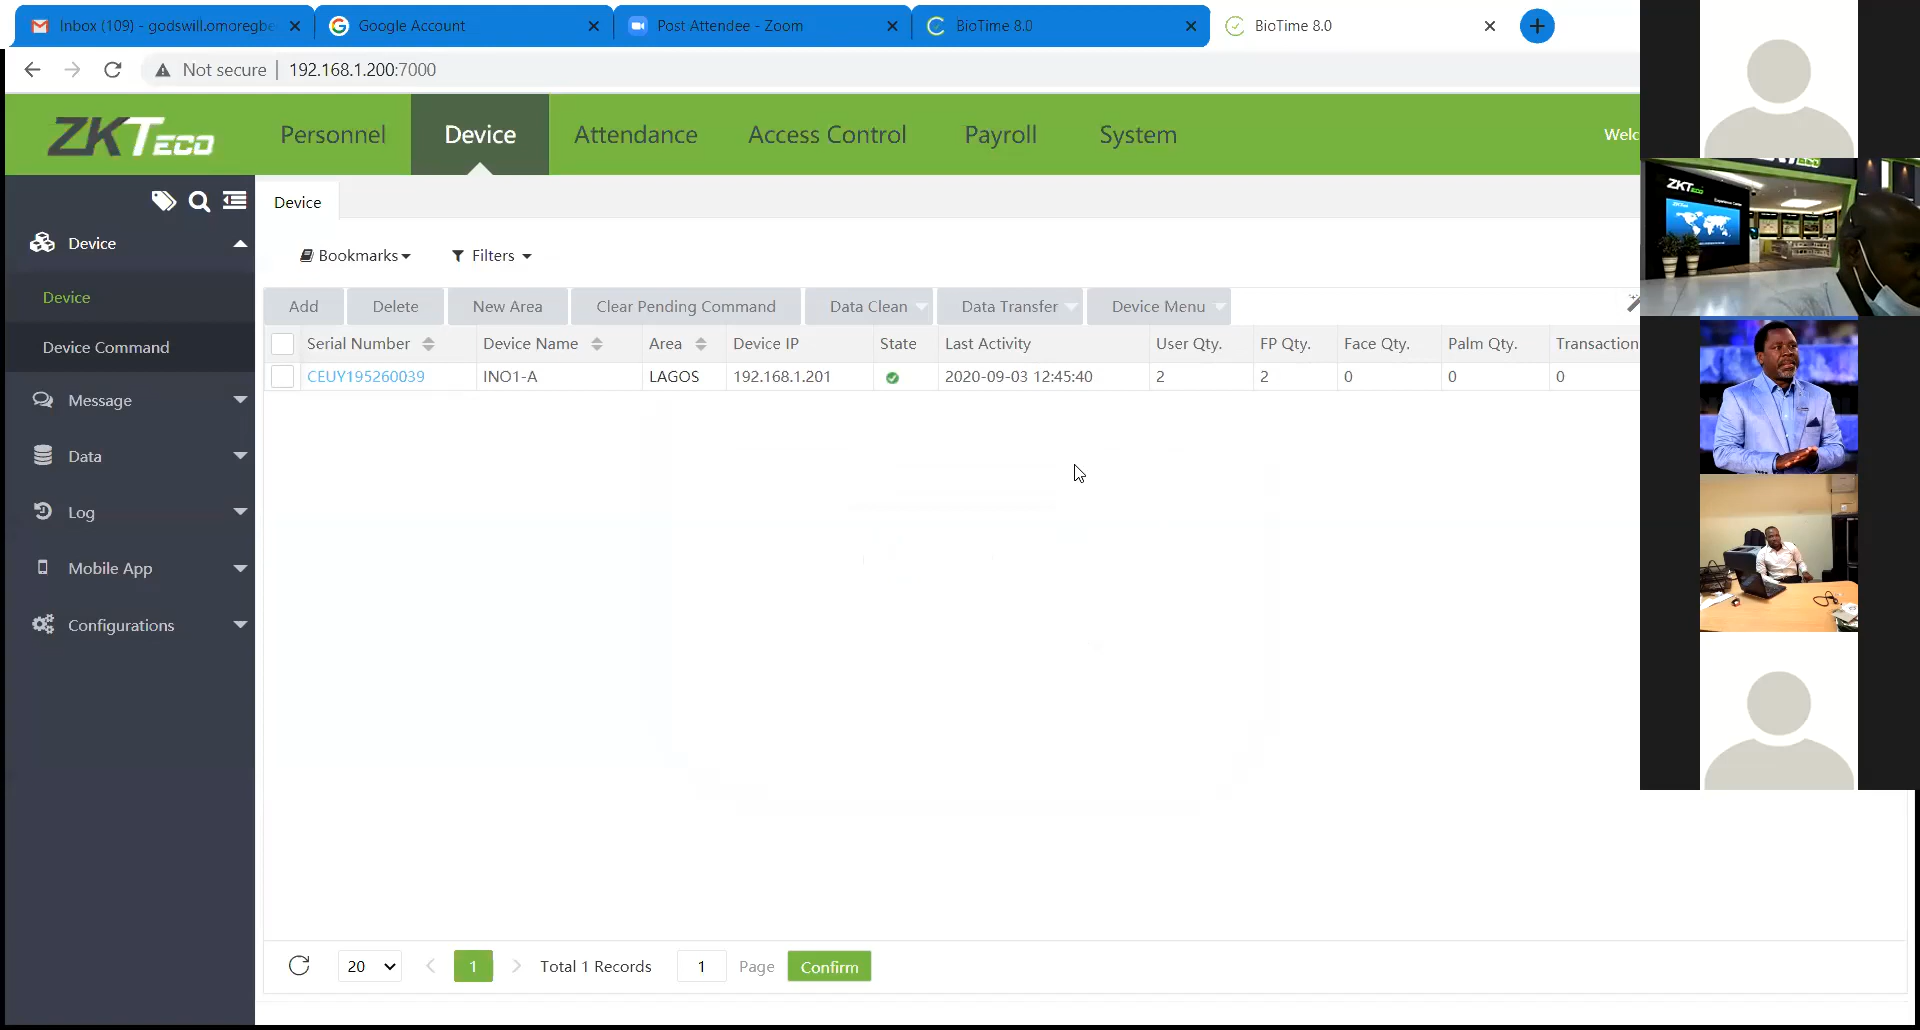 Inbox (109) - godswill.omoregbe
Google Account
Post Attendee - Zoom
BioTime 8.0
BioTime 8.0
Not secure | 192.168.1.200:7000
ZKTECO
Personnel
Device
Attendance
Access Control
Payroll
System
Welc
Device
Device
Device Command
Message
Data
Log
Mobile App
Configurations
Device
Bookmarks
Filters
Add
Delete
New Area
Clear Pending Command
Data Clean
Data Transfer
Device Menu
Serial Number Device Name Area Device IP State Last Activity User Qty. FP Qty. Face Qty. Palm Qty. Transaction
CEUY195260039 INO1-A LAGOS 192.168.1.201 2020-09-03 12:45:40 2 2 0 0 0
20 1 Total 1 Records 1 Page Confirm
ZKTECO